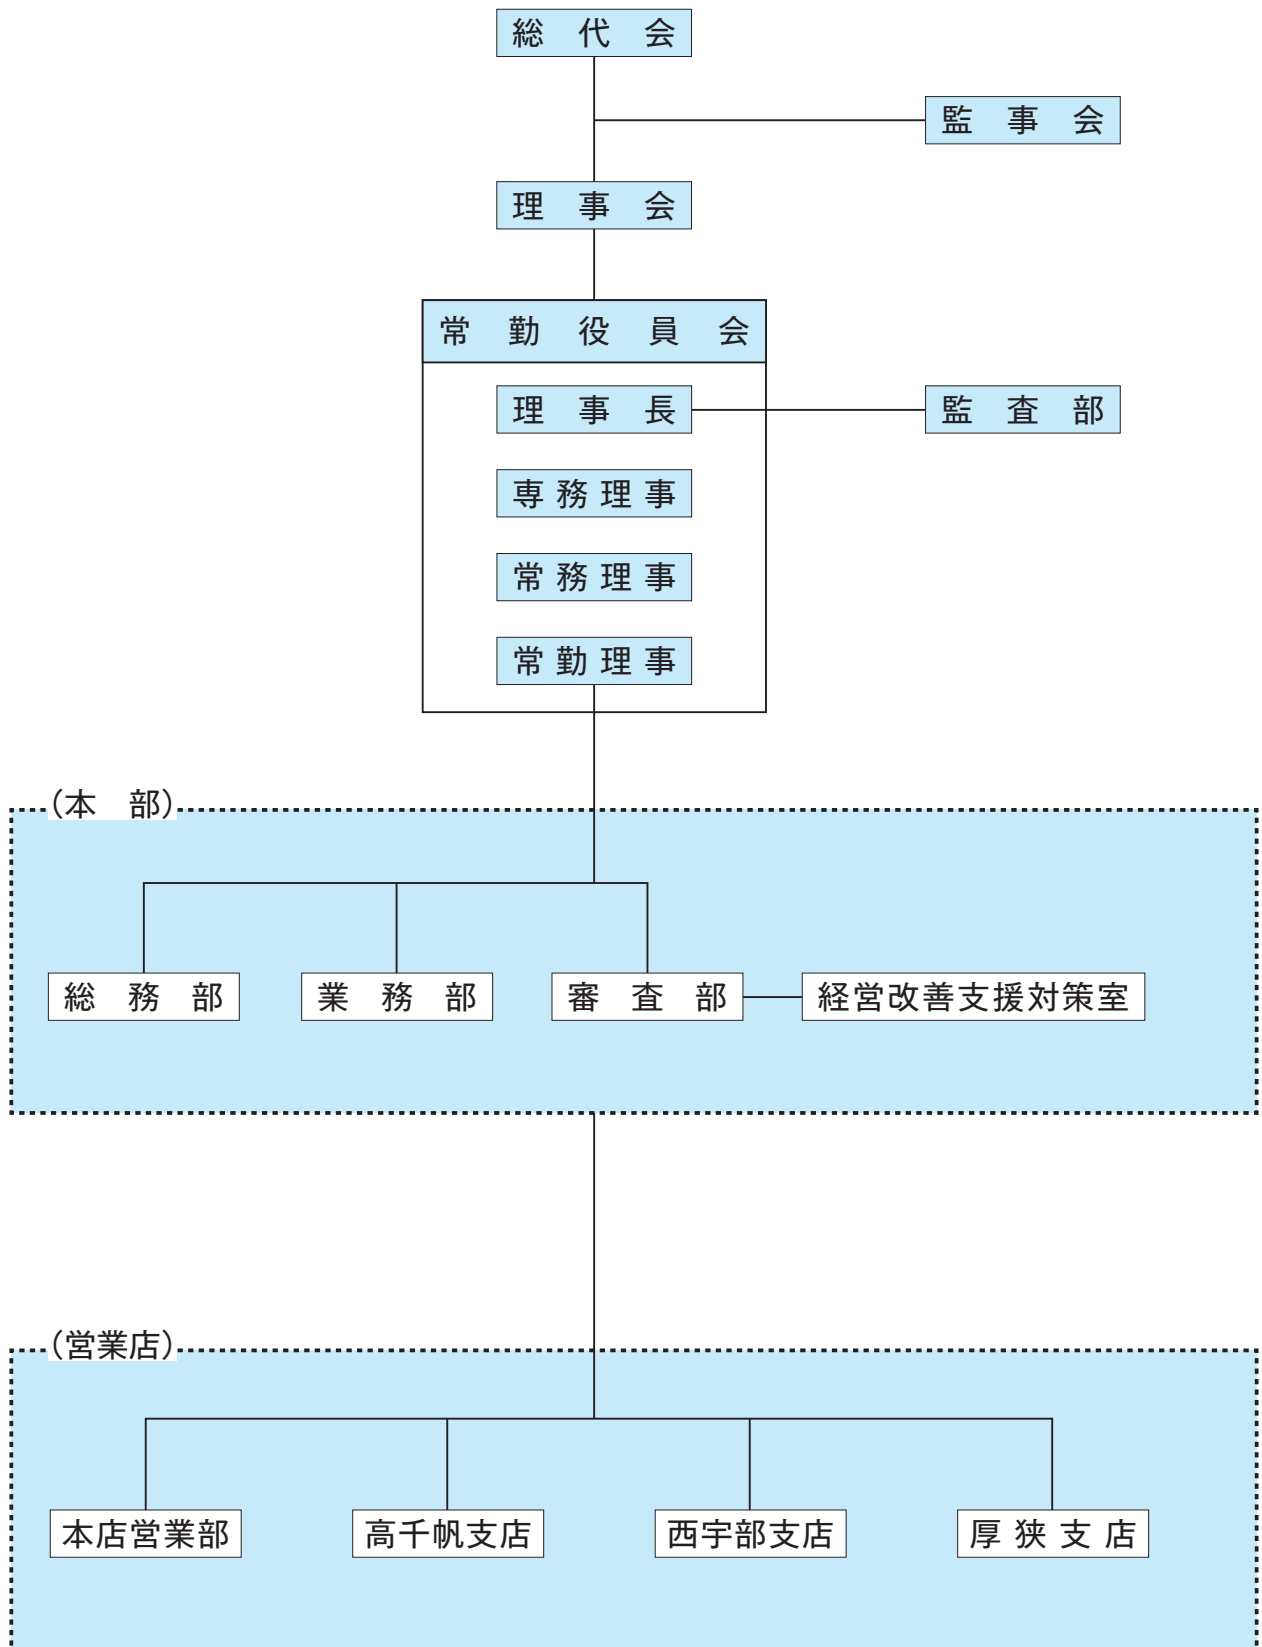 総代会
監事会
理事会
常勤役員会
理事長
監査部
専務理事
常務理事
常勤理事
（本 部）
総務部
業務部
審査部
経営改善支援対策室
（営業店）
本店営業部
高千帆支店
西宇部支店
厚狭支店